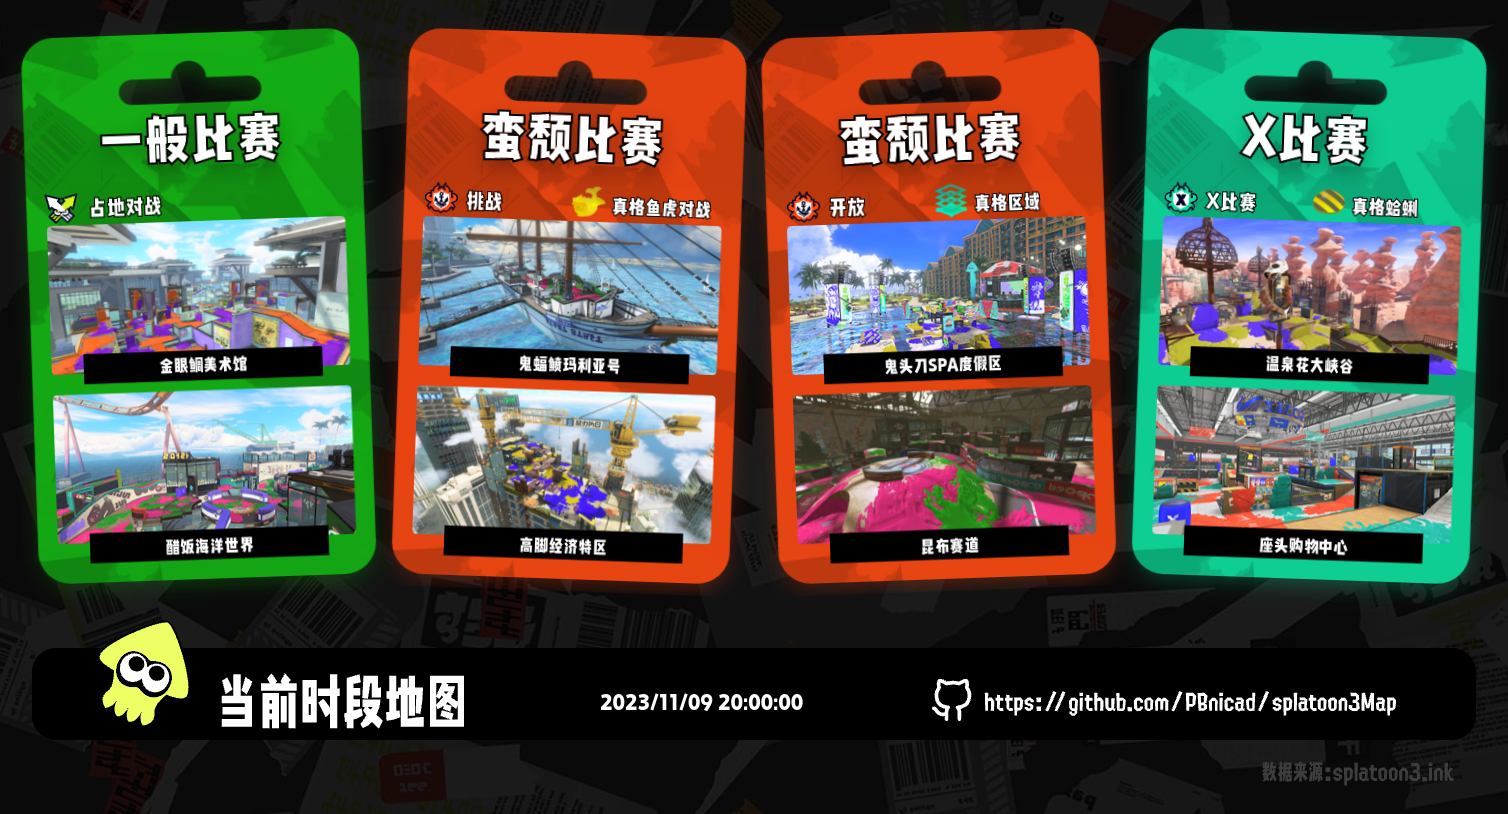 一般比赛
占地对战
金眼鲷美术馆
醋饭海洋世界
蛮颓比赛
挑战
真格鱼虎对战
鬼蝠鲼玛利亚号
高脚经济特区
蛮颓比赛
开放
真格区域
鬼头刀SPA度假区
昆布赛道
X比赛
X比赛
真格蛤蜊
温泉花大峡谷
座头购物中心
当前时段地图
2023/11/09 20:00:00
https://github.com/PBnicad/splatoon3Map
数据来源:splatoon3.ink